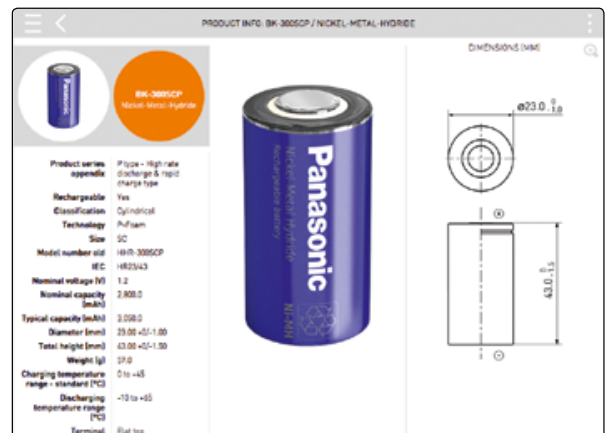 PRODUCT INFO: BK-300SCP / NICKEL-METAL-HYDRIDE
BK-300SCP
Nickel-Metal-Hydride
Panasonic
Product series appendix P type - High rate discharge & rapid charge type
Rechargeable Yes
Classification Cylindrical
Technology P-Foam
Size SC
Model number old HHR-300SCP
IEC HR23/43
Nominal voltage (V) 1.2
Nominal capacity (mAh) 2,800.0
Typical capacity (mAh) 3,050.0
Diameter (mm) 23.00 +0/-1.00
Total height (mm) 43.00 +0/-1.50
Weight (g) 57.0
Charging temperature range - standard (°C) 0 to +45
Discharging temperature range (°C) -10 to +65
Terminal Flat top
Panasonic
Nickel-Metal Hydride
Rechargeable battery
Ni-MH
DIMENSIONS (MM)
ø23.0 0 -1.0
+
43.0 0 -1.5
-